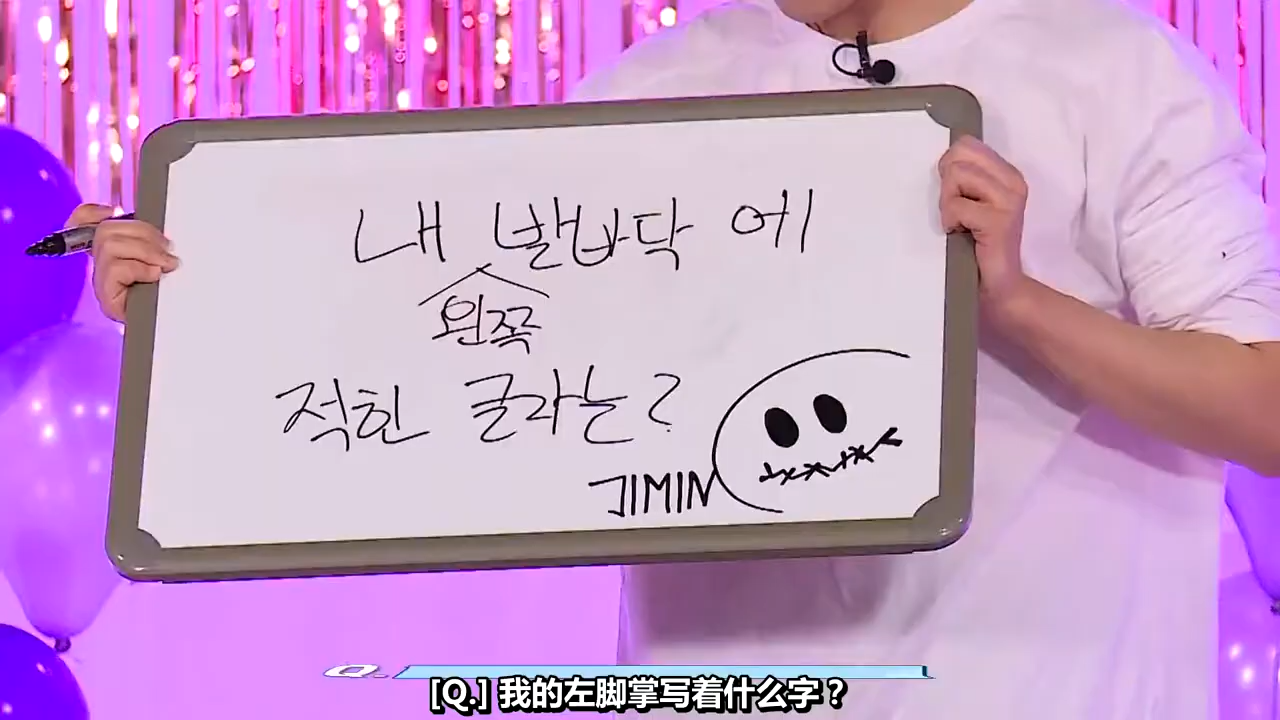 내 발바닥 에
왼쪽
적힌 글자는?
JIMIN
Q.
[Q.] 我的左脚掌写着什么字？